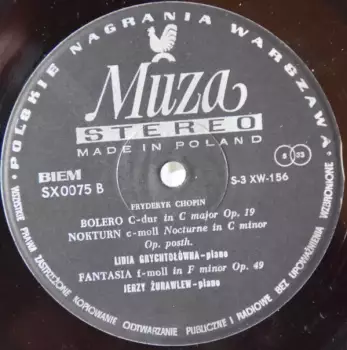 POLSKIE NAGRANIA WARSZAWA
Muza
STEREO
MADE IN POLAND
BIEM
SX0075 B
S-3 XW-156
33
FRYDERYK CHOPIN
BOLERO C-dur in C major Op. 19
NOKTURN c-moll Nocturne in C minor
Op. posth.
LIDIA GRYCHTOŁÓWNA-piano
FANTASIA f-moll in F minor Op. 49
JERZY ŻURAWLEW-piano
WSZELKIE PRAWA ZASTRZEŻONE KOPIOWANIE ODTWARZANIE PUBLICZNE I RADIOWE BEZ UPOWAŻNIENIA WZBRONIONE